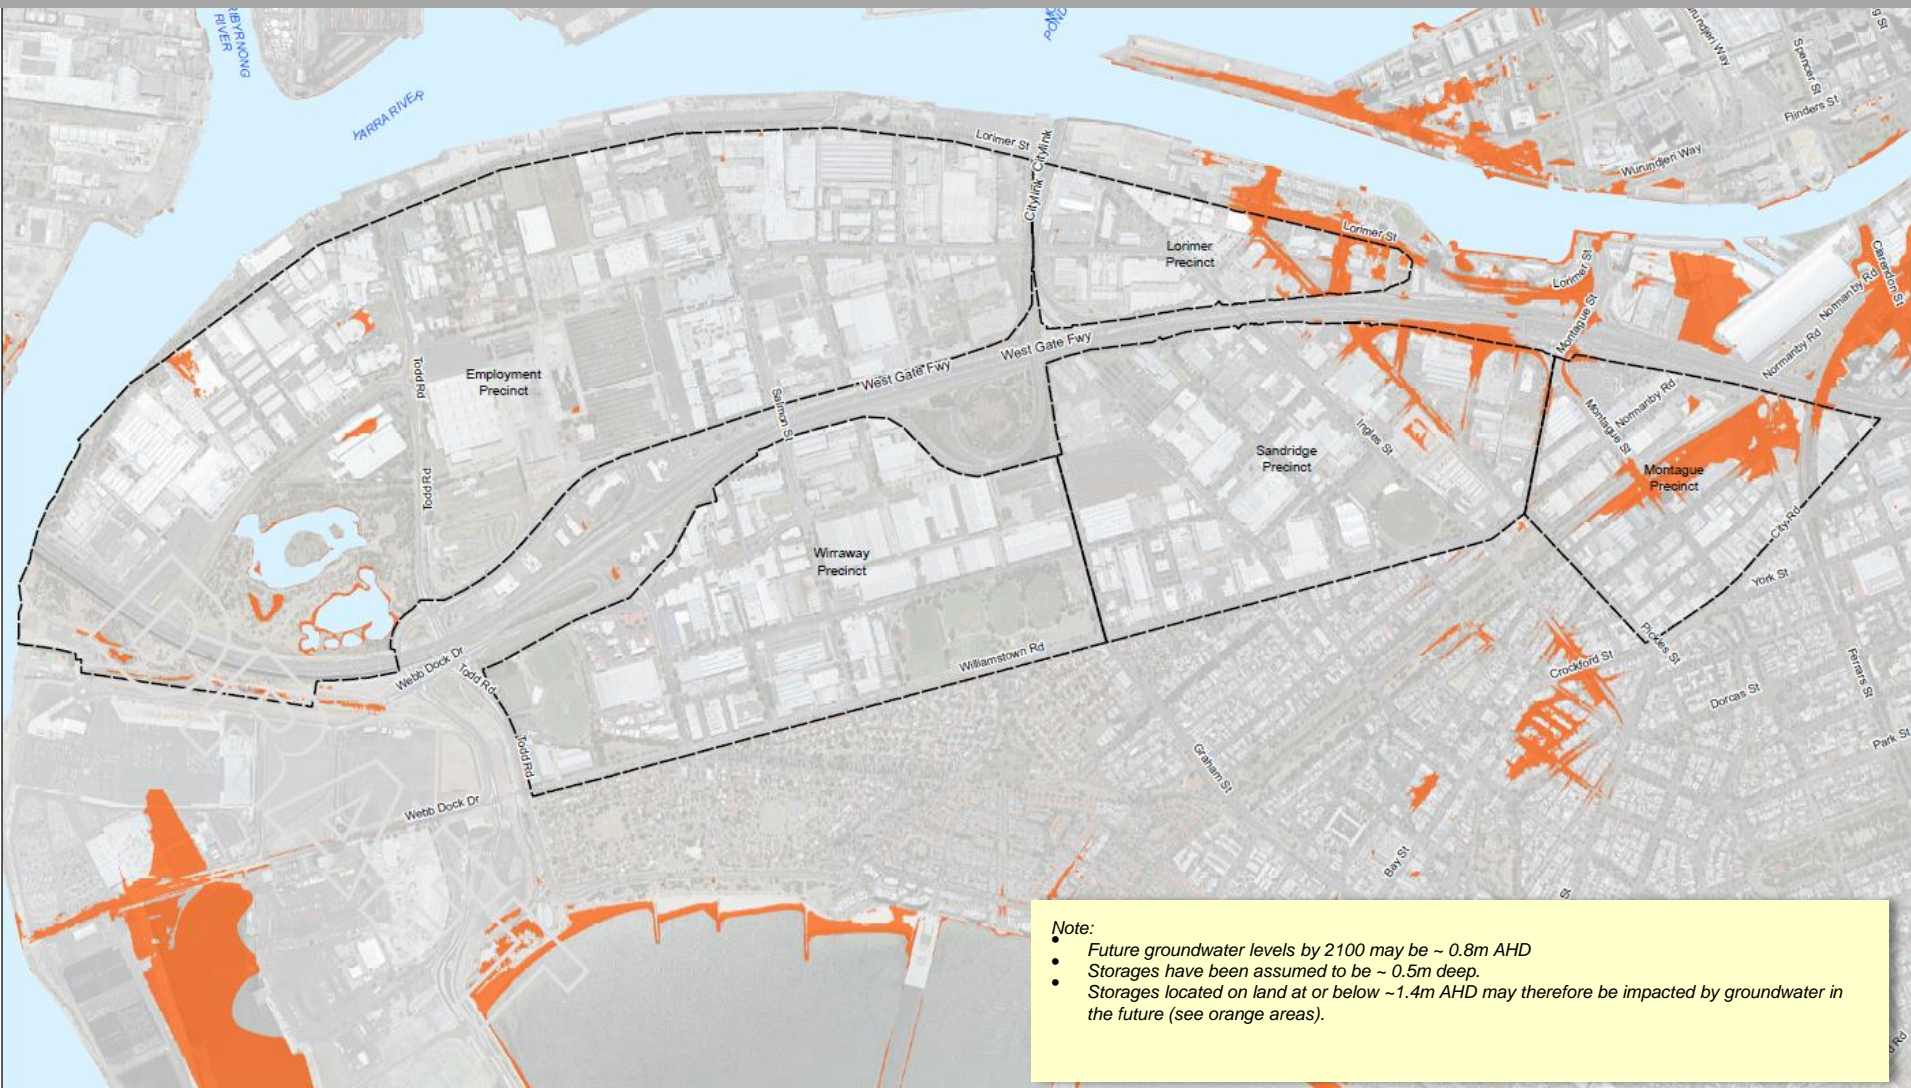 RIBYRNONG
RIVER
YARRA RIVER
POND
Wurundjeri Way
Spencer St
g St
Flinders St
Wurundjeri Way
Lorimer St
Citylink
Citylink
Lorimer
Precinct
Lorimer St
Lorimer St
Montague St
Clarendon St
Normanby Rd
Normanby Rd
Employment
Precinct
Todd Rd
Todd Rd
Salmon St
West Gate Fwy
West Gate Fwy
Sandridge
Precinct
Ingles St
Montague St
Normanby Rd
Montague
Precinct
City Rd
Wirraway
Precinct
York St
Pickles St
Crockford St
Dorcas St
Ferrars St
Park St
Williamstown Rd
Webb Dock Dr
Todd Rd
Todd Rd
Webb Dock Dr
Graham St
Bay St
St
d Rd
Note:
• Future groundwater levels by 2100 may be ~ 0.8m AHD
• Storages have been assumed to be ~ 0.5m deep.
• Storages located on land at or below ~1.4m AHD may therefore be impacted by groundwater in
the future (see orange areas).